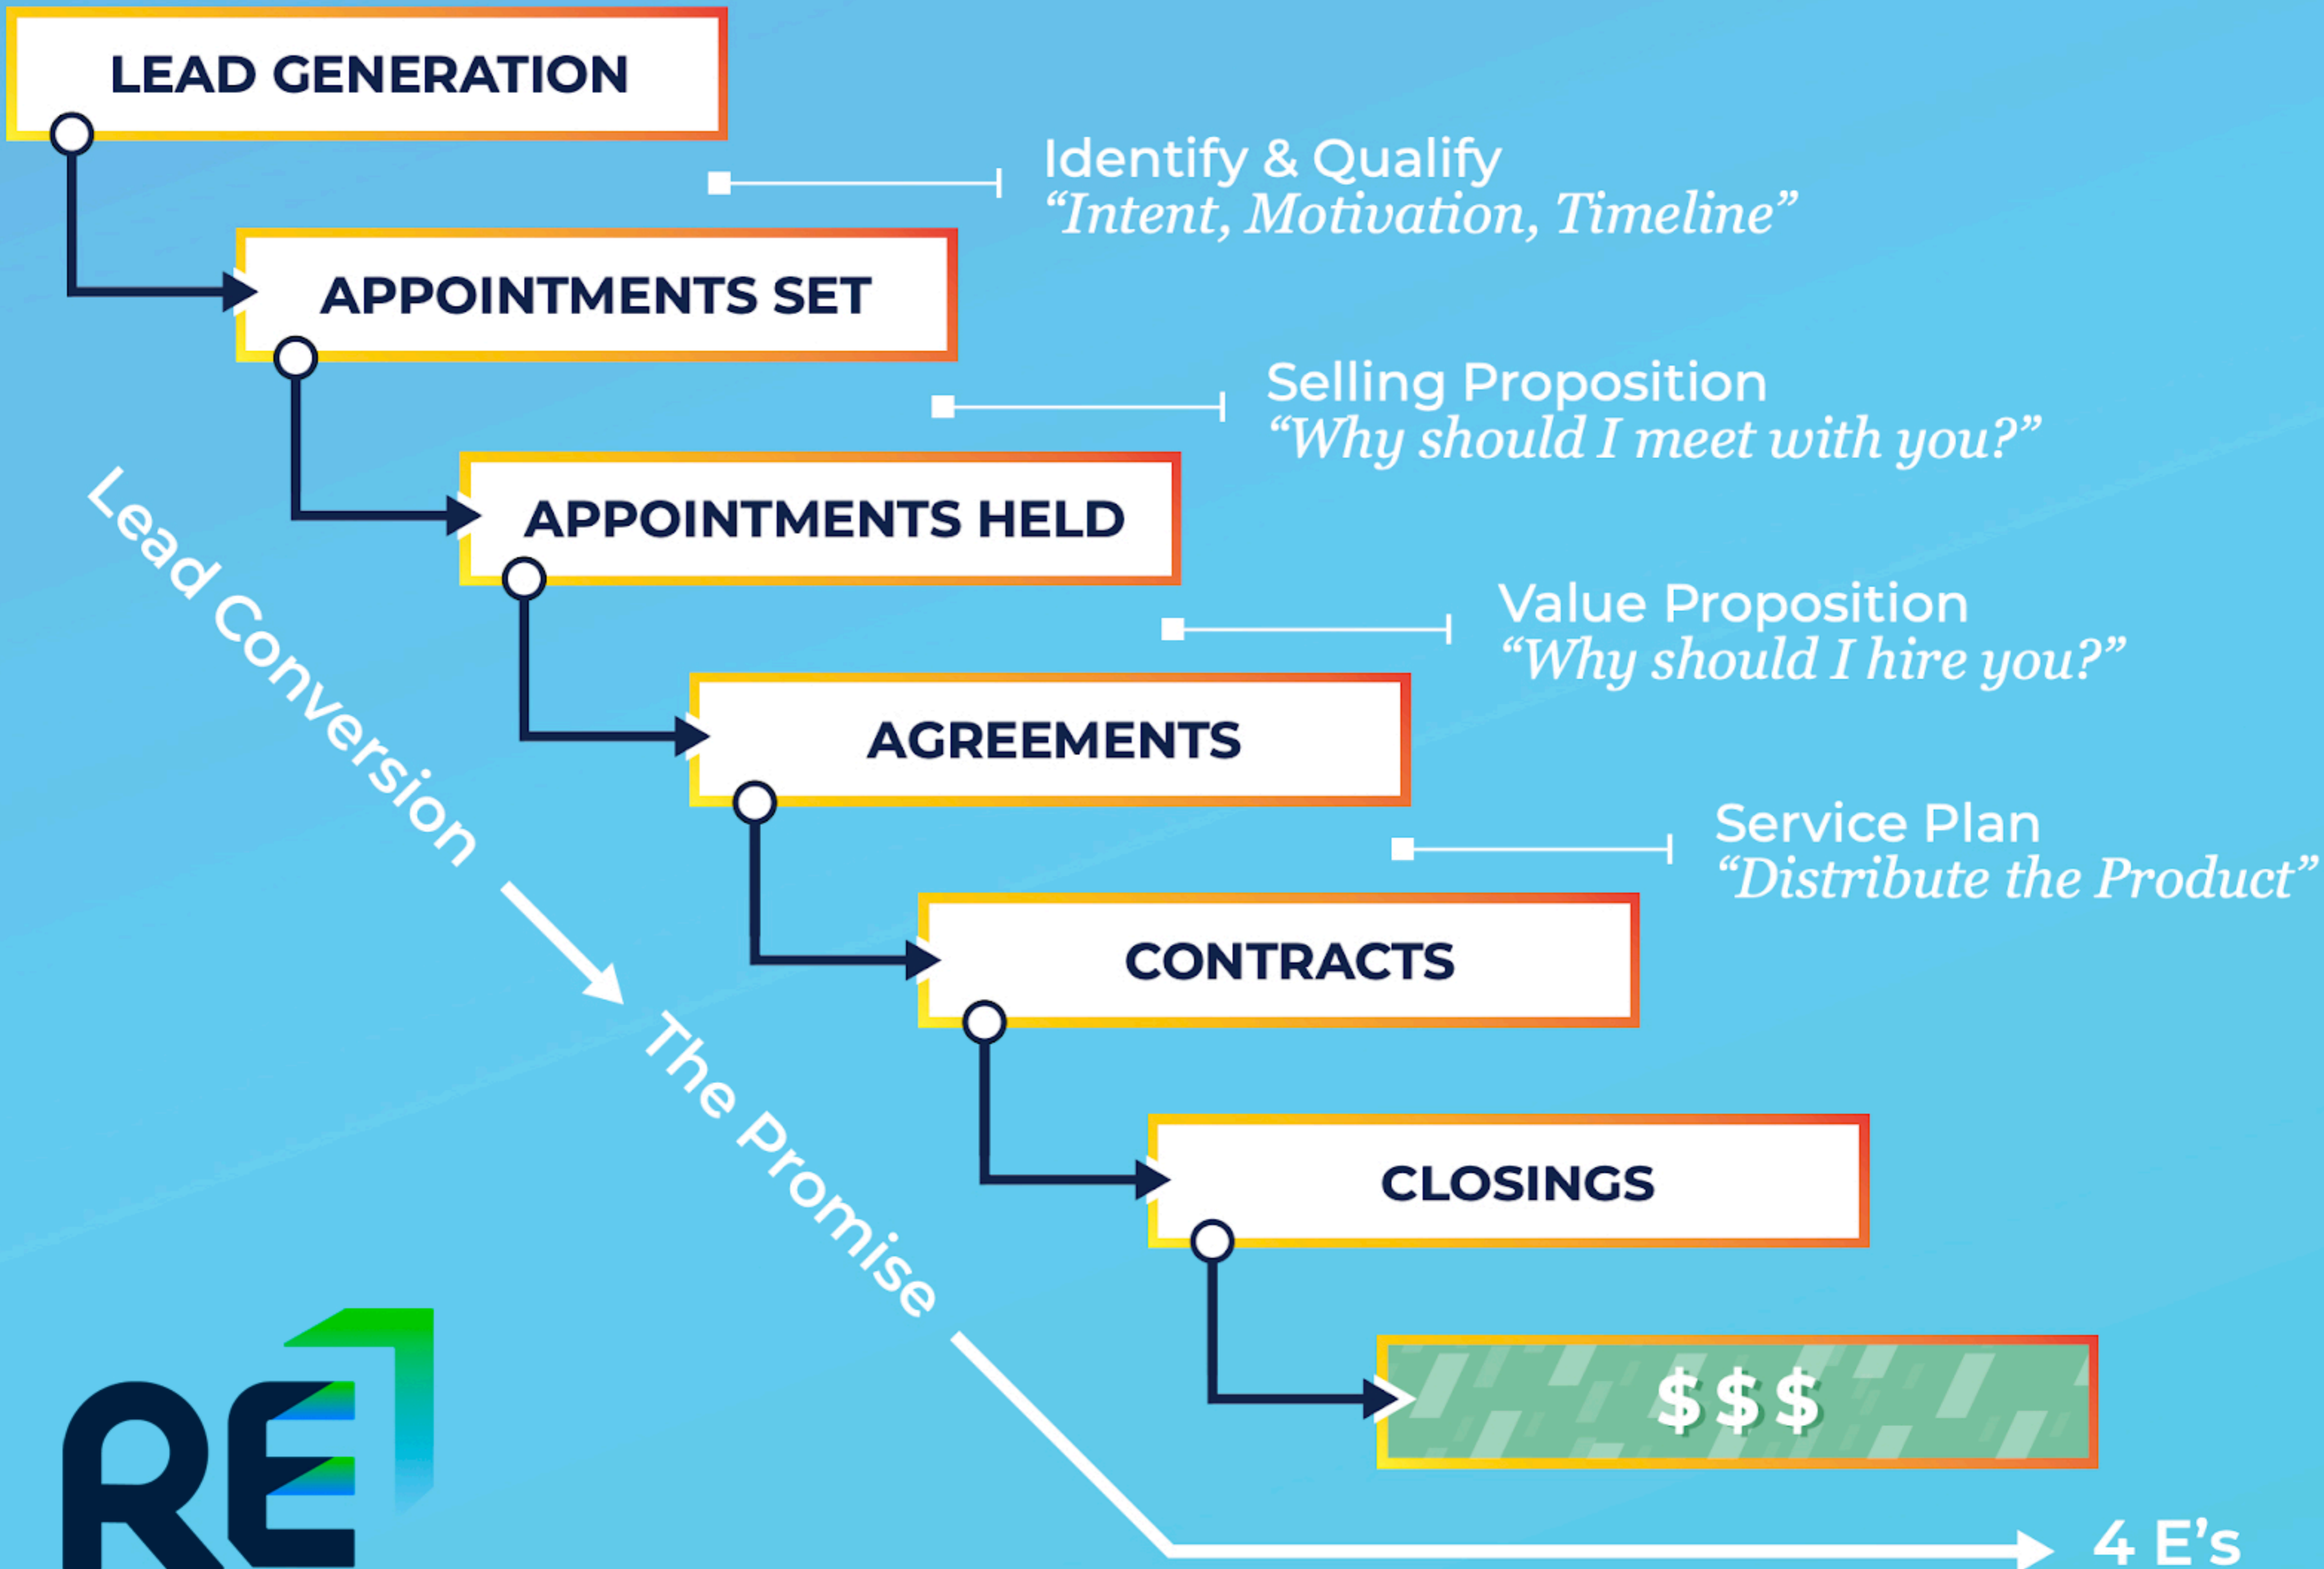 LEAD GENERATION
Identify & Qualify
“Intent, Motivation, Timeline”
APPOINTMENTS SET
Selling Proposition
“Why should I meet with you?”
APPOINTMENTS HELD
Value Proposition
“Why should I hire you?”
AGREEMENTS
Service Plan
“Distribute the Product”
CONTRACTS
CLOSINGS
$$$
Lead Conversion
The Promise
4 E’s
RE